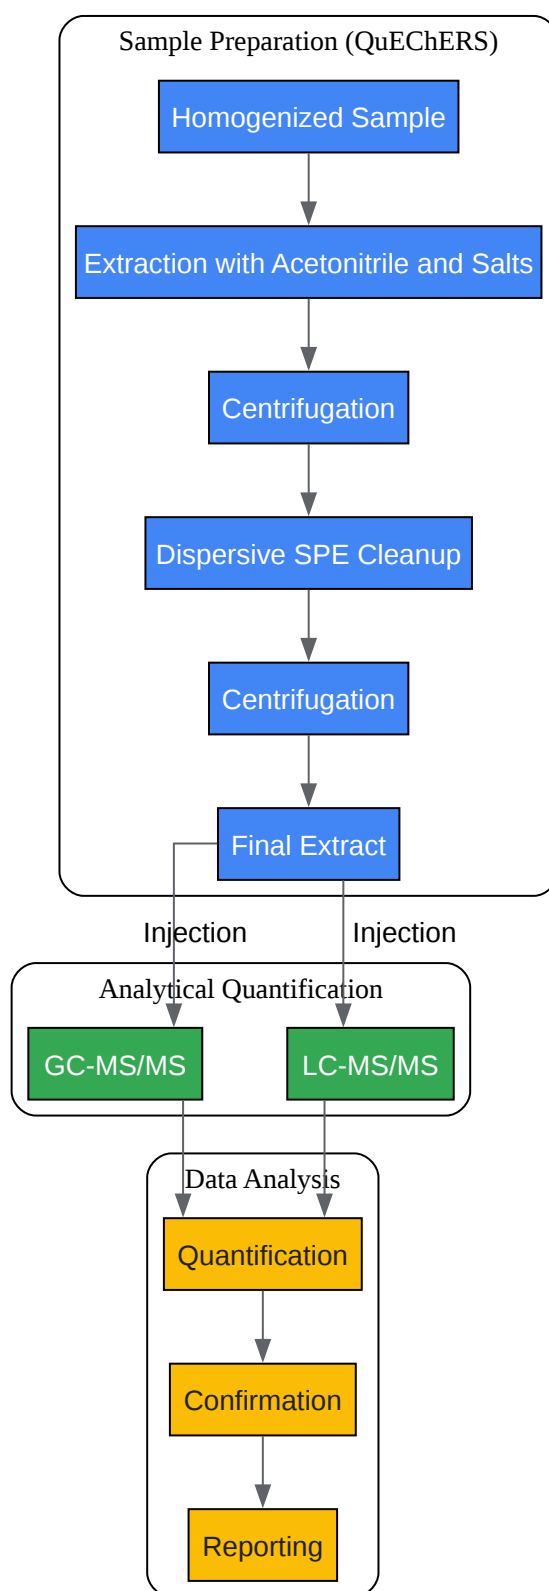 Sample Preparation (QuEChERS)
Homogenized Sample
Extraction with Acetonitrile and Salts
Centrifugation
Dispersive SPE Cleanup
Centrifugation
Final Extract
Injection
Injection
Analytical Quantification
GC-MS/MS
LC-MS/MS
Data Analysis
Quantification
Confirmation
Reporting